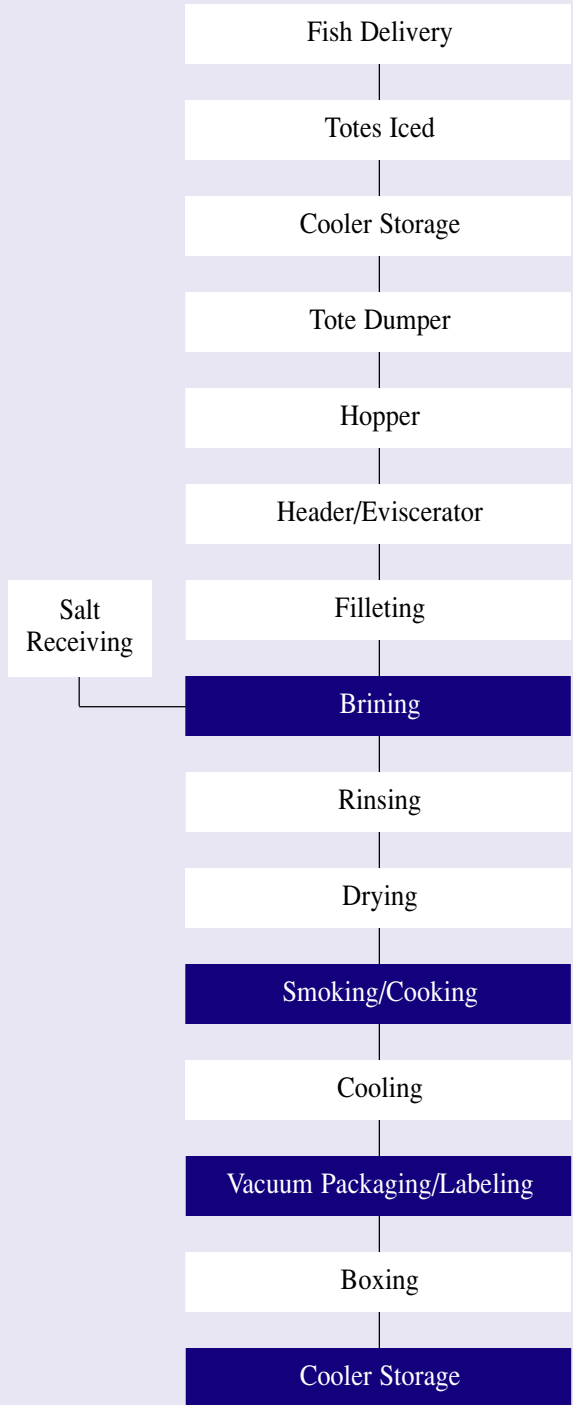 Fish Delivery
Totes Iced
Cooler Storage
Tote Dumper
Hopper
Header/Eviscerator
Salt
Receiving
Filleting
Brining
Rinsing
Drying
Smoking/Cooking
Cooling
Vacuum Packaging/Labeling
Boxing
Cooler Storage